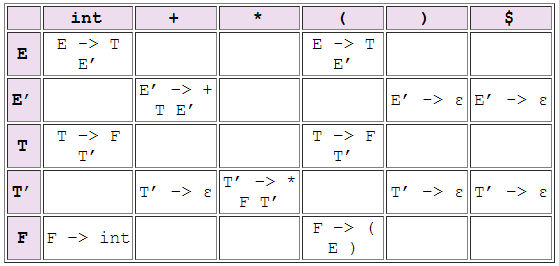 int + * ( ) $
E E -> T E′ E -> T E′
E′ E′ -> + T E′ E′ -> ε E′ -> ε
T T -> F T′ T -> F T′
T′ T′ -> ε T′ -> * F T′ T′ -> ε T′ -> ε
F F -> int F -> ( E )